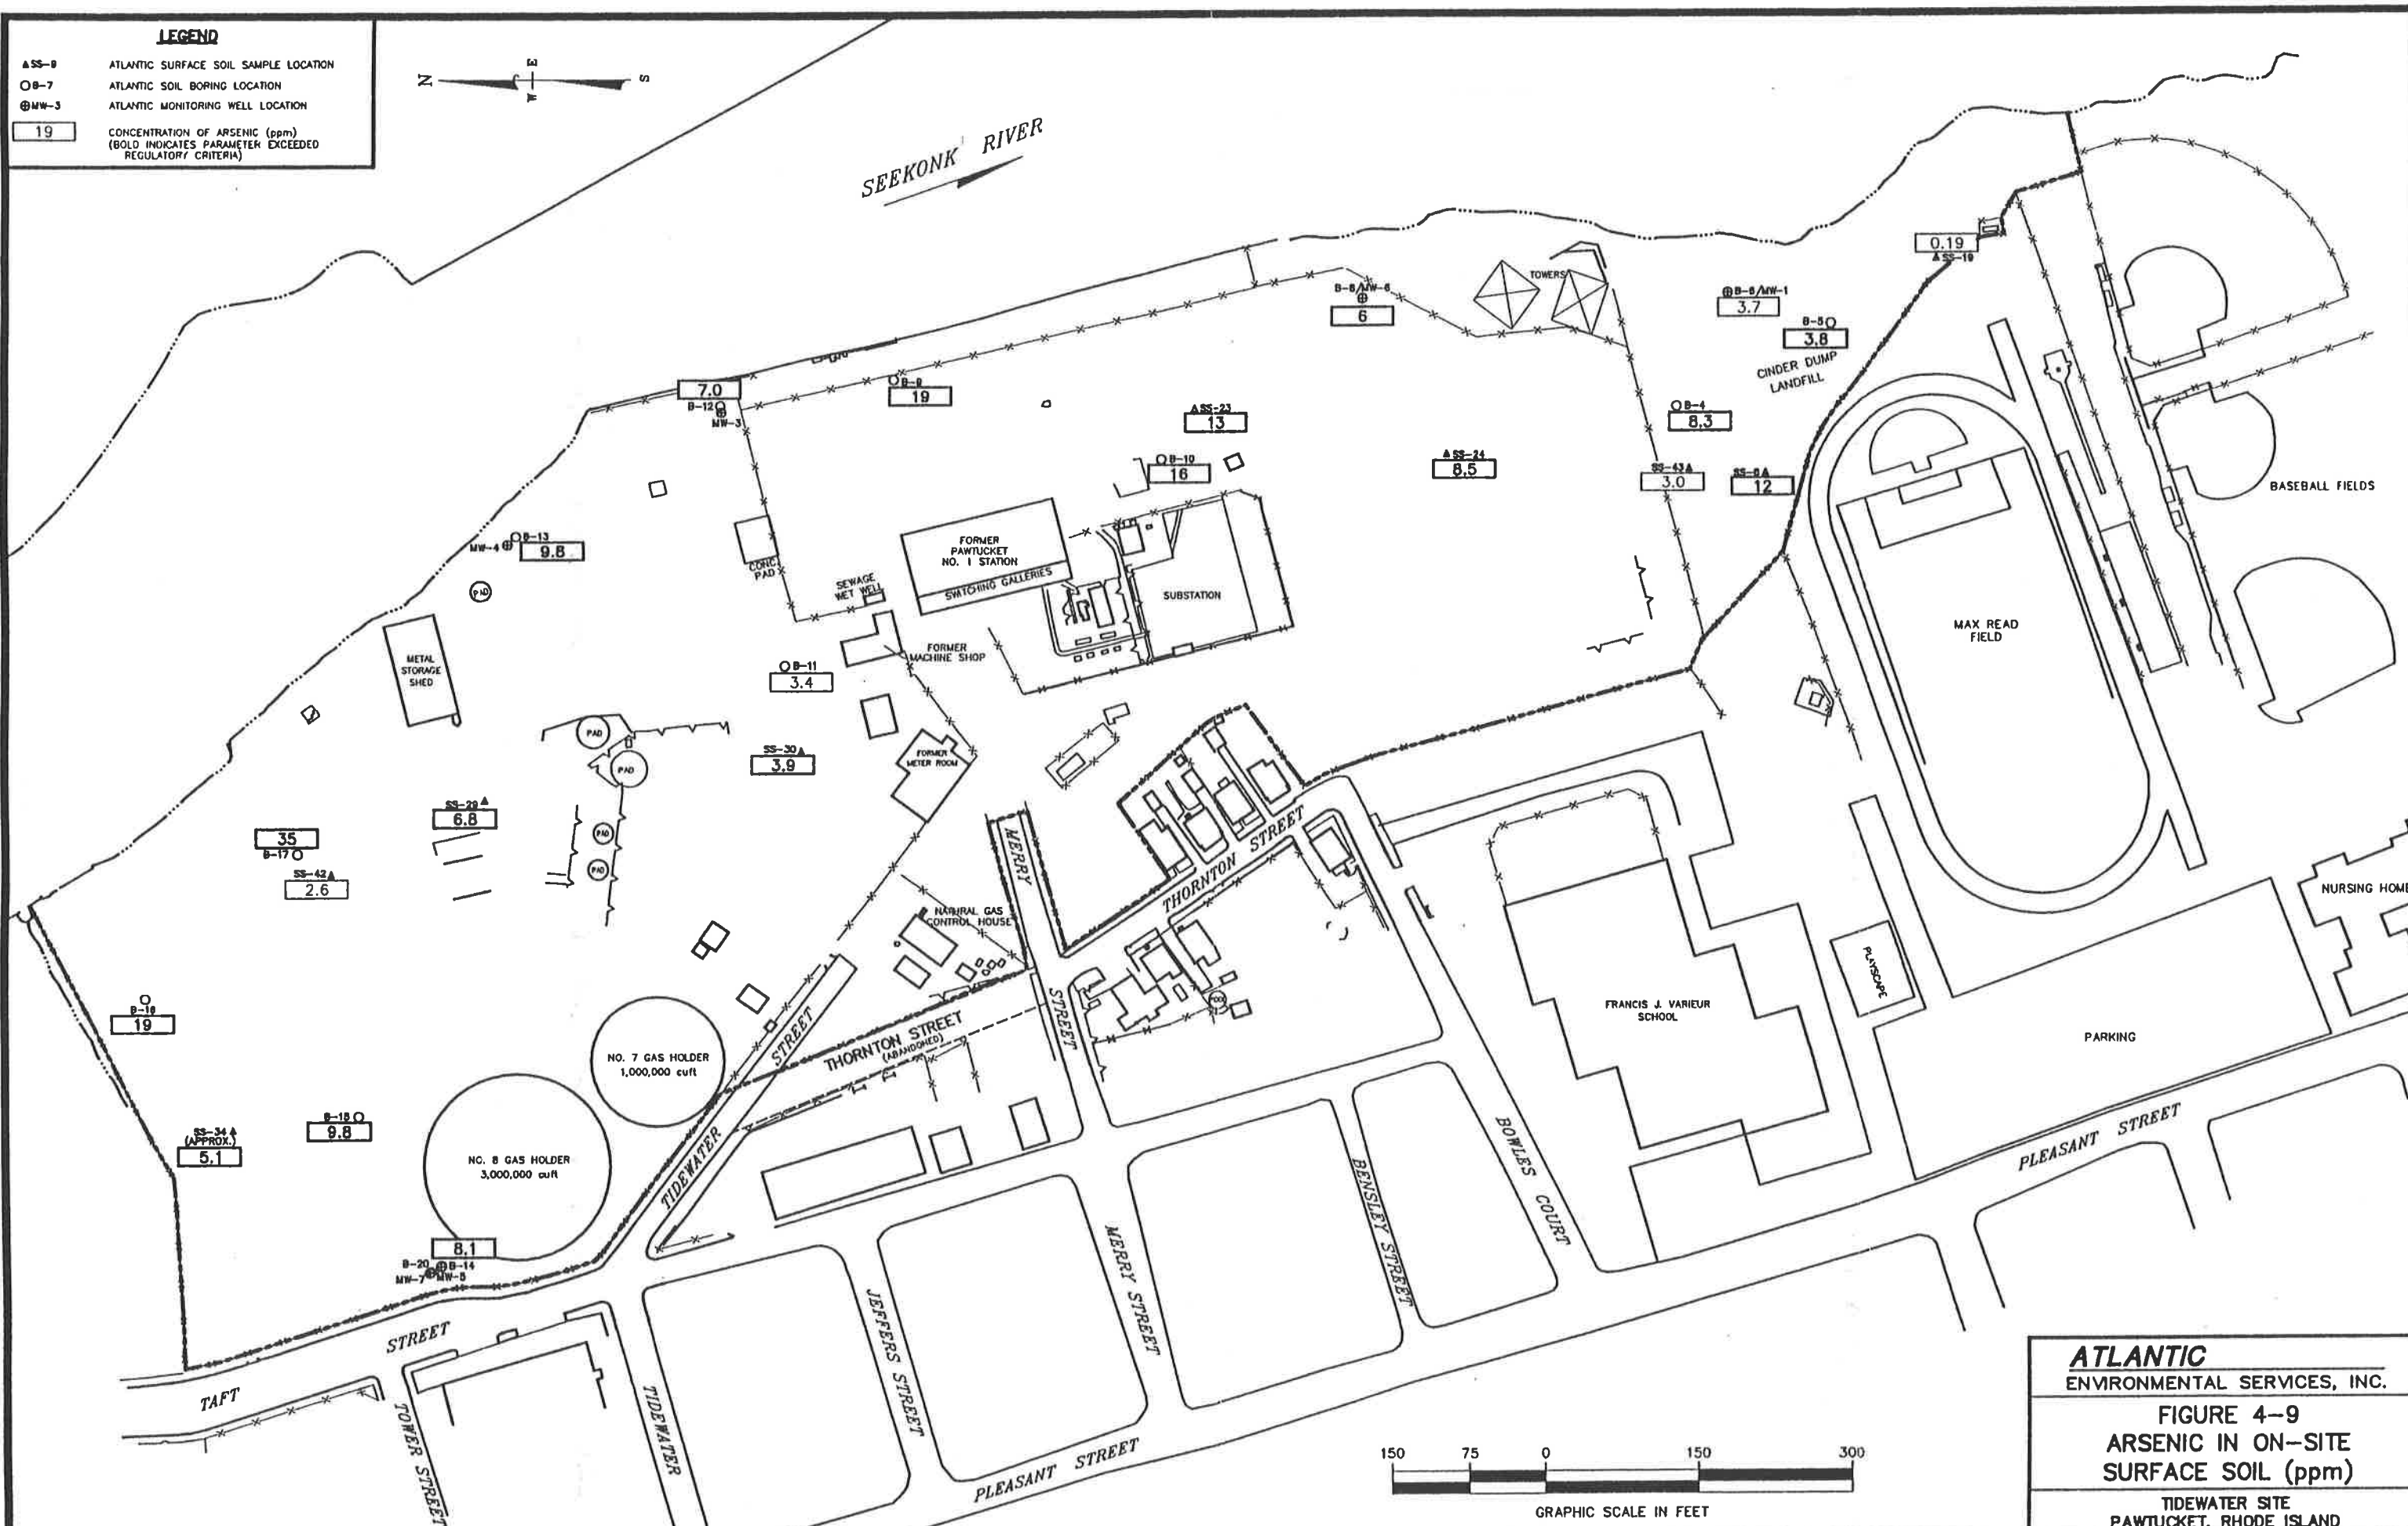 LEGEND
▲SS-9 ATLANTIC SURFACE SOIL SAMPLE LOCATION
B-7 ATLANTIC SOIL BORING LOCATION
MW-3 ATLANTIC MONITORING WELL LOCATION
19 CONCENTRATION OF ARSENIC (ppm)
(BOLD INDICATES PARAMETER EXCEEDED
REGULATORY CRITERIA)
N
E
W
S
SEEKONK RIVER
0.19
SS-19
TOWERS
B-8/MW-6
6
B-6/MW-1
3.7
B-5
3.8
CINDER DUMP
LANDFILL
7.0
B-12
MW-3
B-9
19
SS-23
13
B-4
8.3
B-10
16
SS-24
8.5
SS-43
3.0
SS-6
12
BASEBALL FIELDS
MW-4
B-13
9.8
PAD
CONC.
PAD
SEWAGE
WET WELL
FORMER
PAWTUCKET
NO. 1 STATION
SWITCHING GALLERIES
SUBSTATION
MAX READ
FIELD
METAL
STORAGE
SHED
FORMER
MACHINE SHOP
B-11
3.4
PAD
PAD
SS-30
3.9
FORMER
METER ROOM
SS-29
6.8
PAD
PAD
35
B-17
SS-42
2.6
MERRY
STREET
THORNTON STREET
NATURAL GAS
CONTROL HOUSE
NURSING HOME
PLAYSCAPE
FRANCIS J. VARIEUR
SCHOOL
PARKING
POOL
19
NO. 7 GAS HOLDER
1,000,000 cuft
THORNTON STREET
(ABANDONED)
TIDEWATER STREET
SS-34
(APPROX.)
5.1
B-15
9.8
NO. 8 GAS HOLDER
3,000,000 cuft
8.1
B-20
B-14
MW-7
MW-5
BOWLES COURT
BENSLEY STREET
MERRY STREET
JEFFERS STREET
TIDEWATER
TOWER STREET
TAFT STREET
PLEASANT STREET
PLEASANT STREET
150 75 0 150 300
GRAPHIC SCALE IN FEET
ATLANTIC
ENVIRONMENTAL SERVICES, INC.
FIGURE 4-9
ARSENIC IN ON-SITE
SURFACE SOIL (ppm)
TIDEWATER SITE
PAWTUCKET, RHODE ISLAND